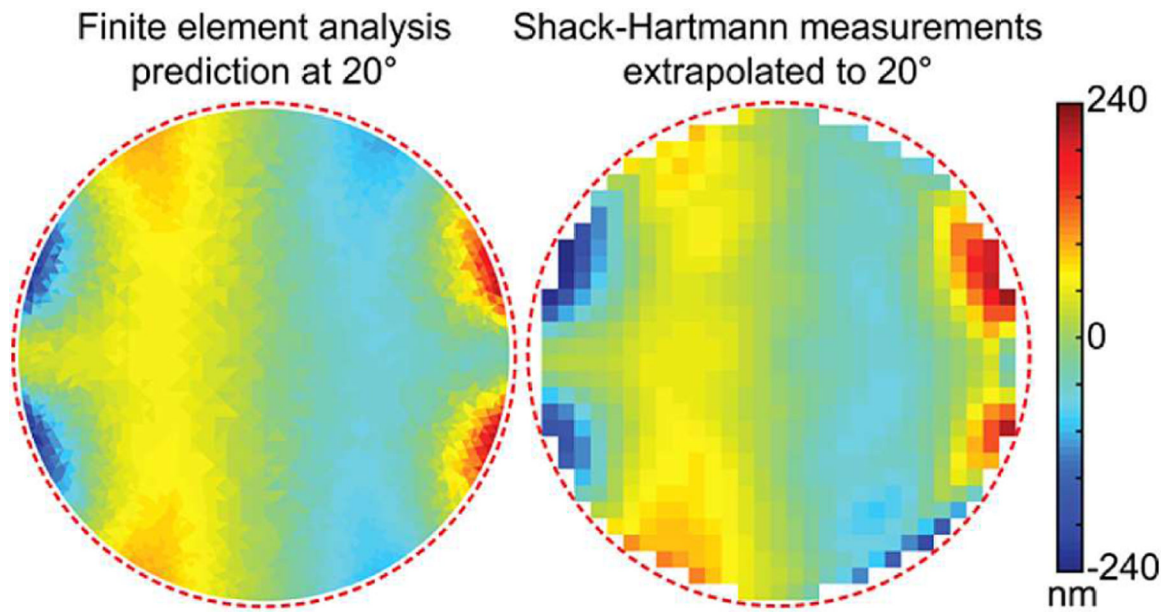 Finite element analysis
prediction at 20°
Shack-Hartmann measurements
extrapolated to 20°
240
0
-240
nm